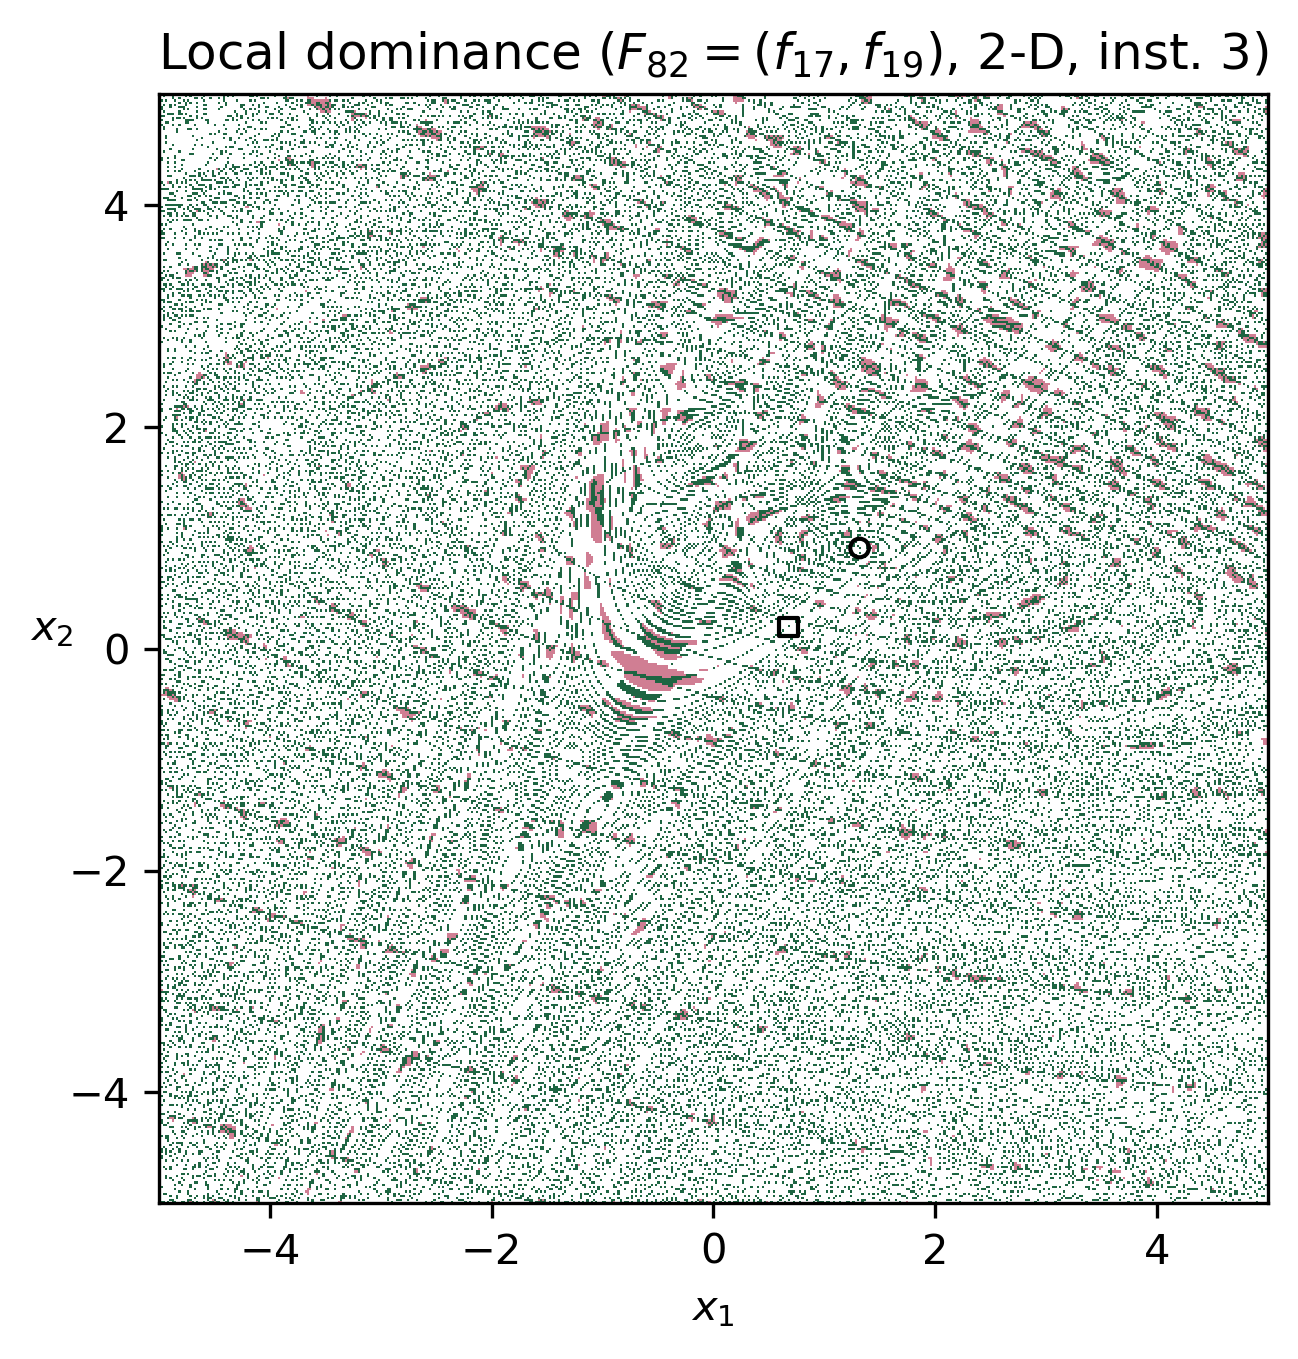 Local dominance (F₈₂ = (f₁₇, f₁₉), 2-D, inst. 3)
4
2
x₂
0
−2
−4
−4 −2 0 2 4
x₁